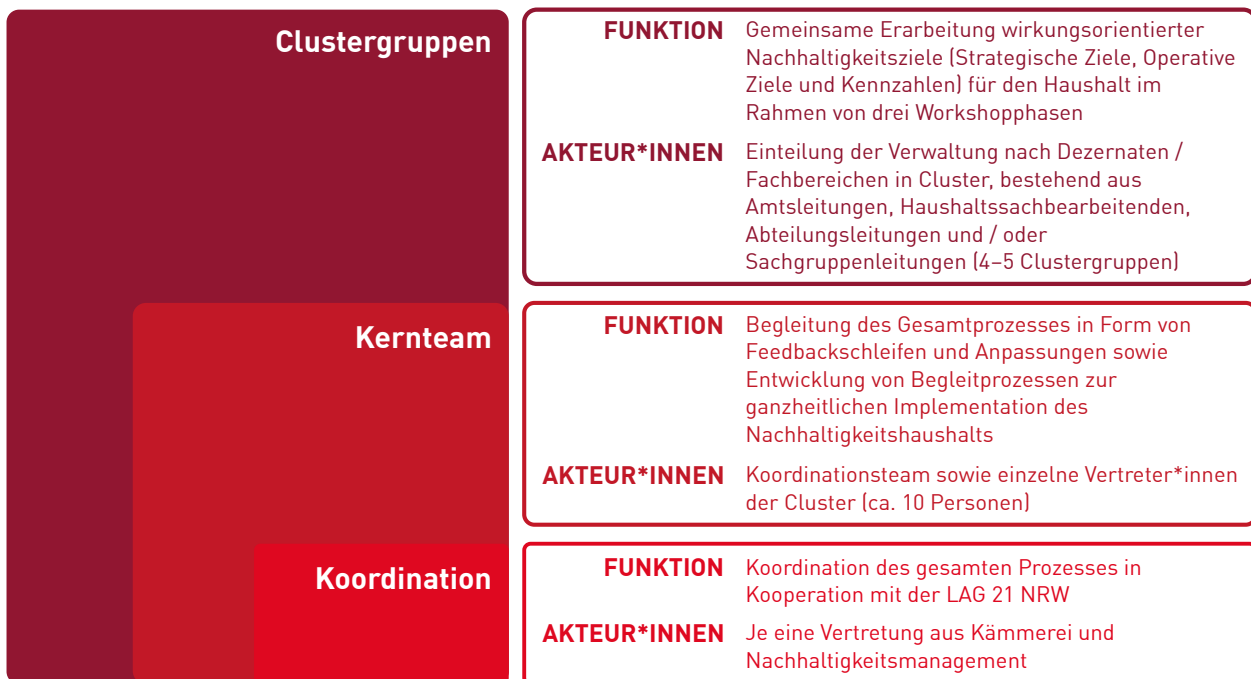 Clustergruppen
FUNKTION Gemeinsame Erarbeitung wirkungsorientierter
Nachhaltigkeitsziele (Strategische Ziele, Operative
Ziele und Kennzahlen) für den Haushalt im
Rahmen von drei Workshopphasen
AKTEUR*INNEN Einteilung der Verwaltung nach Dezernaten /
Fachbereichen in Cluster, bestehend aus
Amtsleitungen, Haushaltssachbearbeitenden,
Abteilungsleitungen und / oder
Sachgruppenleitungen (4–5 Clustergruppen)
Kernteam
FUNKTION Begleitung des Gesamtprozesses in Form von
Feedbackschleifen und Anpassungen sowie
Entwicklung von Begleitprozessen zur
ganzheitlichen Implementation des
Nachhaltigkeitshaushalts
AKTEUR*INNEN Koordinationsteam sowie einzelne Vertreter*innen
der Cluster (ca. 10 Personen)
Koordination
FUNKTION Koordination des gesamten Prozesses in
Kooperation mit der LAG 21 NRW
AKTEUR*INNEN Je eine Vertretung aus Kämmerei und
Nachhaltigkeitsmanagement